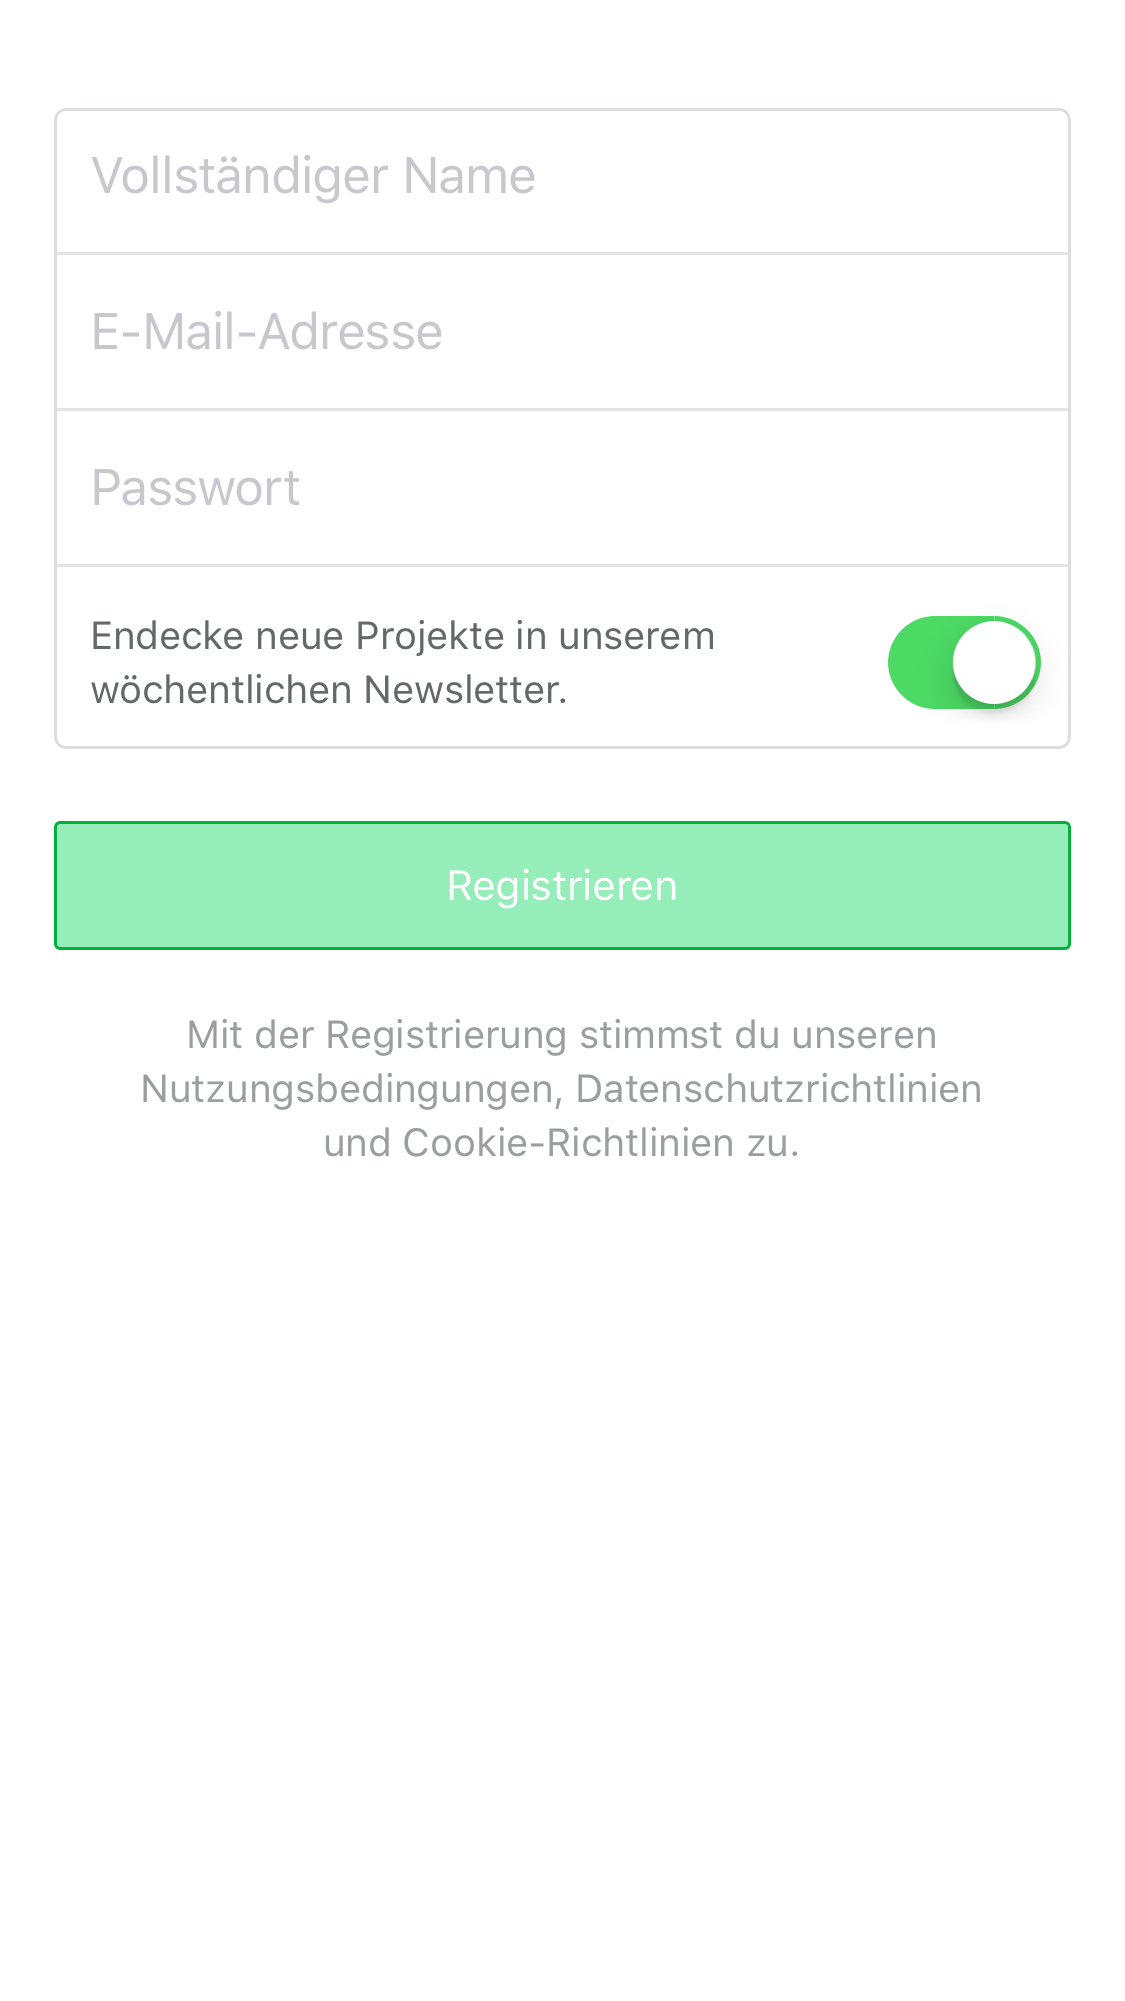 Vollständiger Name
E-Mail-Adresse
Passwort
Endecke neue Projekte in unserem
wöchentlichen Newsletter.
Registrieren
Mit der Registrierung stimmst du unseren
Nutzungsbedingungen, Datenschutzrichtlinien
und Cookie-Richtlinien zu.